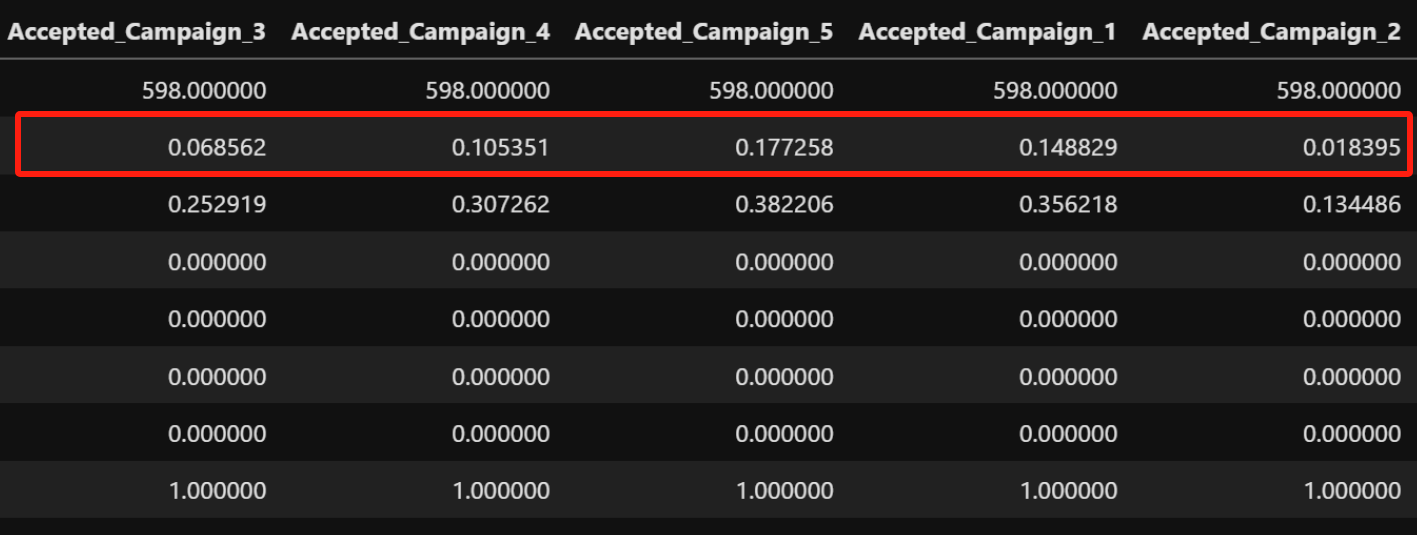 Accepted_Campaign_3 Accepted_Campaign_4 Accepted_Campaign_5 Accepted_Campaign_1 Accepted_Campaign_2
598.000000 598.000000 598.000000 598.000000 598.000000
0.068562 0.105351 0.177258 0.148829 0.018395
0.252919 0.307262 0.382206 0.356218 0.134486
0.000000 0.000000 0.000000 0.000000 0.000000
0.000000 0.000000 0.000000 0.000000 0.000000
0.000000 0.000000 0.000000 0.000000 0.000000
0.000000 0.000000 0.000000 0.000000 0.000000
1.000000 1.000000 1.000000 1.000000 1.000000